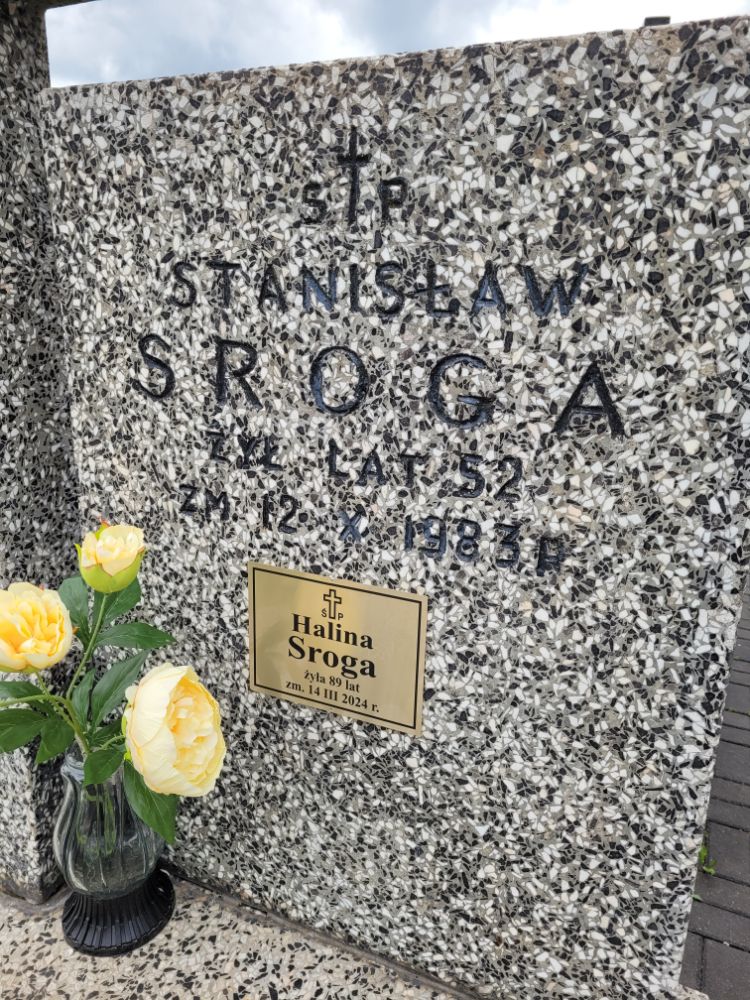 Ś P
STANISŁAW
SROGA
ŻYŁ LAT 52
ZM 12 X 1983 R
Ś P
Halina
Sroga
żyła 89 lat
zm. 14 III 2024 r.